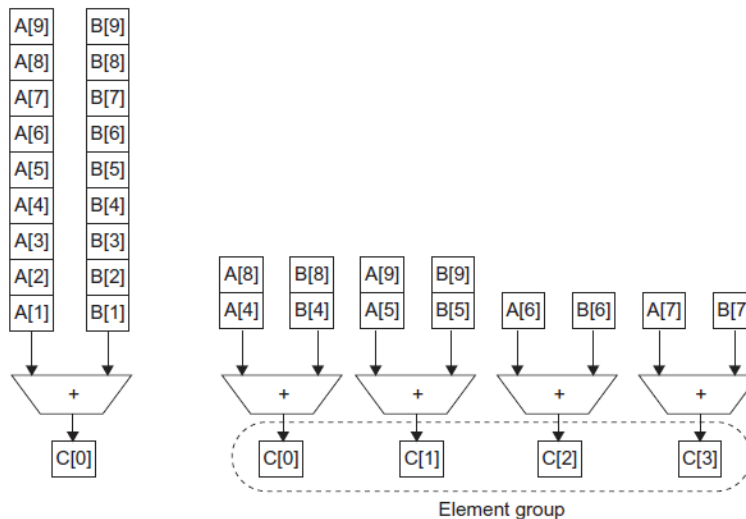 A[9] B[9]
A[8] B[8]
A[7] B[7]
A[6] B[6]
A[5] B[5]
A[4] B[4]
A[3] B[3]
A[2] B[2]
A[1] B[1]
+
C[0]
A[8] B[8] A[9] B[9]
A[4] B[4] A[5] B[5] A[6] B[6] A[7] B[7
+ + + +
C[0] C[1] C[2] C[3]
Element group